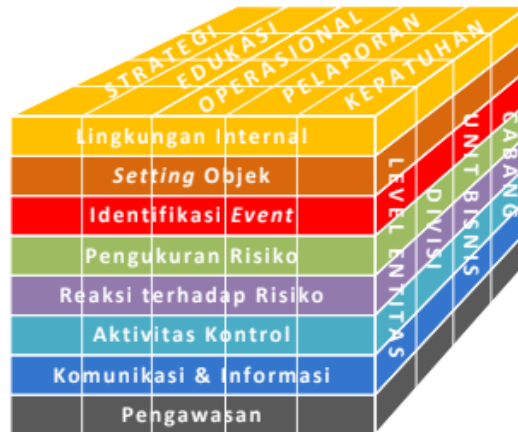 STRATEGI
EDUKASI
OPERASIONAL
PELAPORAN
KEPATUHAN
Lingkungan Internal
Setting Objek
Identifikasi Event
Pengukuran Risiko
Reaksi terhadap Risiko
Aktivitas Kontrol
Komunikasi & Informasi
Pengawasan
LEVEL ENTITAS
DIVISI
UNIT BISNIS
CABANG